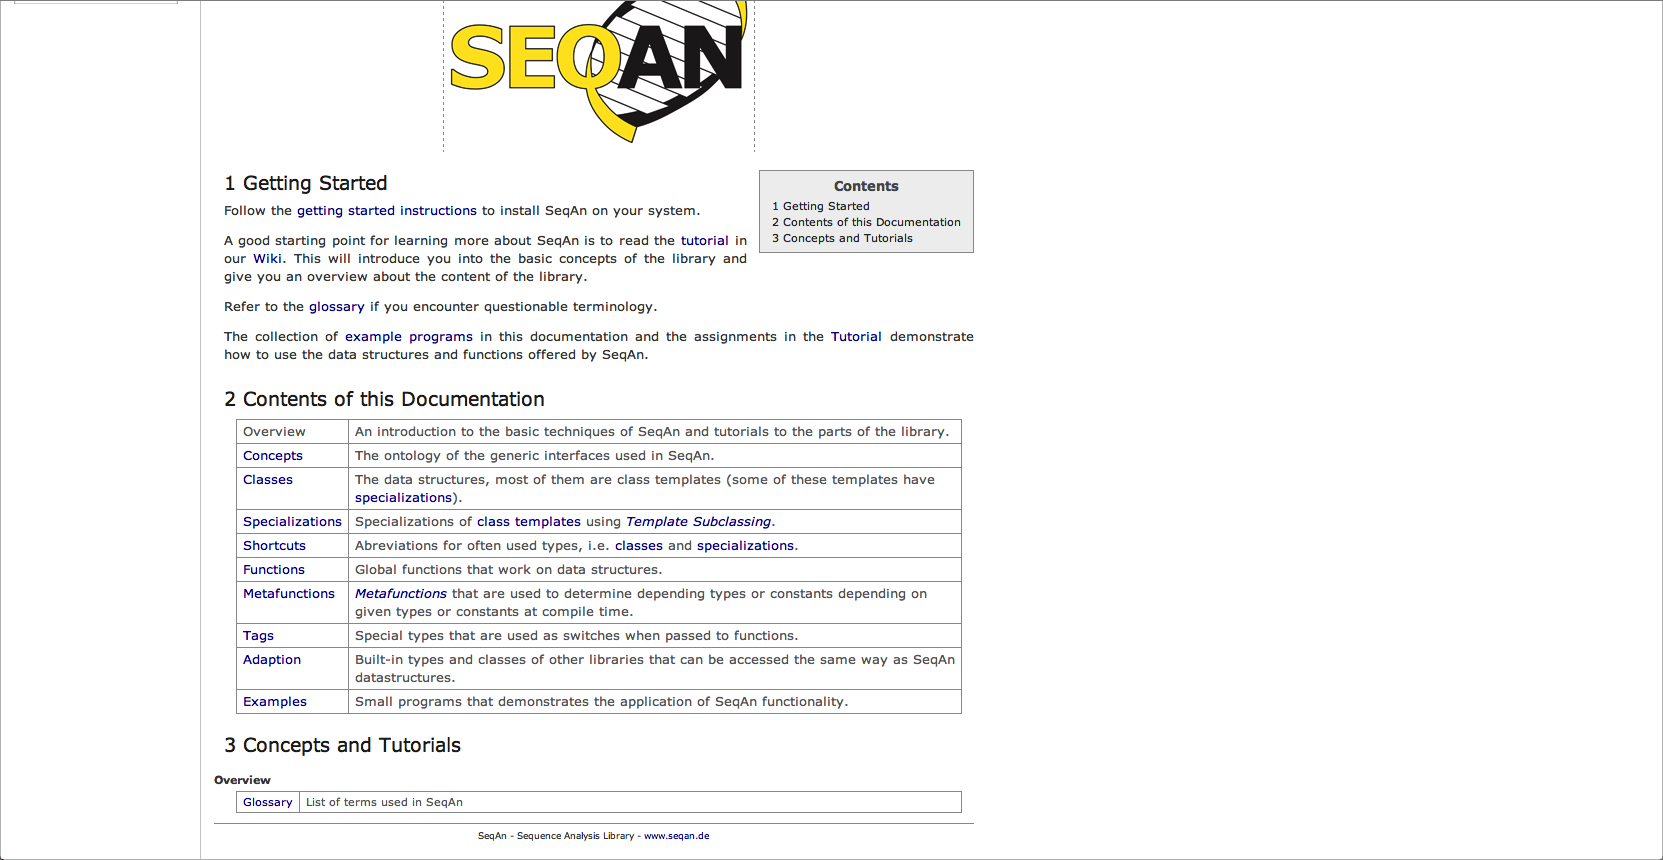 SEQAN
1 Getting Started
Follow the getting started instructions to install SeqAn on your system.
A good starting point for learning more about SeqAn is to read the tutorial in
our Wiki. This will introduce you into the basic concepts of the library and
give you an overview about the content of the library.
Refer to the glossary if you encounter questionable terminology.
The collection of example programs in this documentation and the assignments in the Tutorial demonstrate
how to use the data structures and functions offered by SeqAn.
Contents
1 Getting Started
2 Contents of this Documentation
3 Concepts and Tutorials
2 Contents of this Documentation
Overview An introduction to the basic techniques of SeqAn and tutorials to the parts of the library.
Concepts The ontology of the generic interfaces used in SeqAn.
Classes The data structures, most of them are class templates (some of these templates have
specializations).
Specializations Specializations of class templates using Template Subclassing.
Shortcuts Abreviations for often used types, i.e. classes and specializations.
Functions Global functions that work on data structures.
Metafunctions Metafunctions that are used to determine depending types or constants depending on
given types or constants at compile time.
Tags Special types that are used as switches when passed to functions.
Adaption Built-in types and classes of other libraries that can be accessed the same way as SeqAn
datastructures.
Examples Small programs that demonstrates the application of SeqAn functionality.
3 Concepts and Tutorials
Overview
Glossary List of terms used in SeqAn
SeqAn - Sequence Analysis Library - www.seqan.de